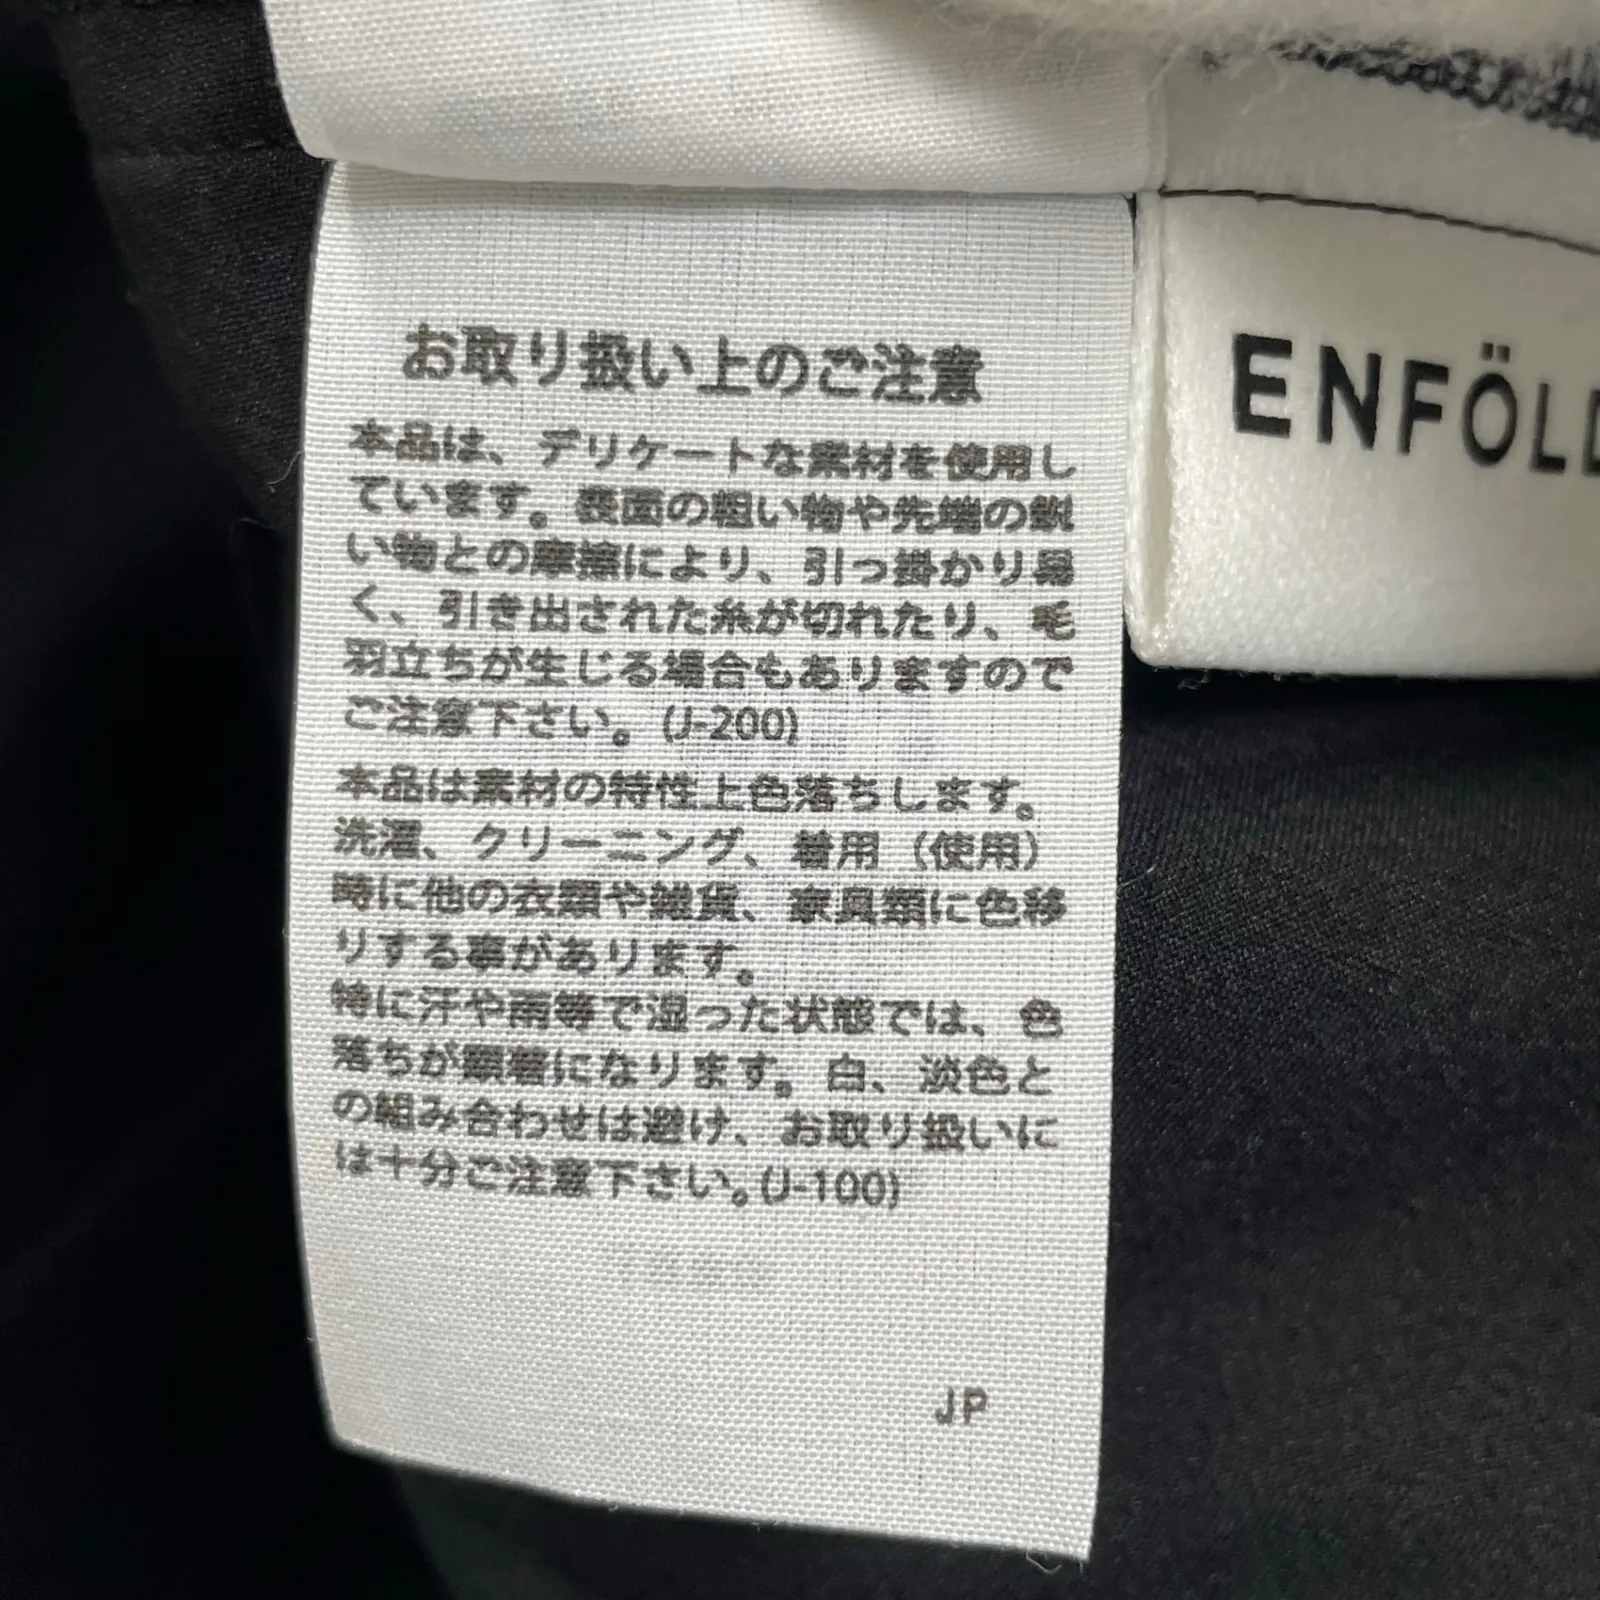 お取り扱い上のご注意
本品は、デリケートな素材を使用し
ています。表面の粗い物や先端の鋭
い物との摩擦により、引っ掛かり易
く、引き出された糸が切れたり、毛
羽立ちが生じる場合もありますので
ご注意下さい。(J-200)
本品は素材の特性上色落ちします。
洗濯、クリーニング、着用（使用）
時に他の衣類や雑貨、家具類に色移
りする事があります。
特に汗や雨等で湿った状態では、色
落ちが顕著になります。白、淡色と
の組み合わせは避け、お取り扱いに
は十分ご注意下さい。(J-100)
JP
ENFÖLD